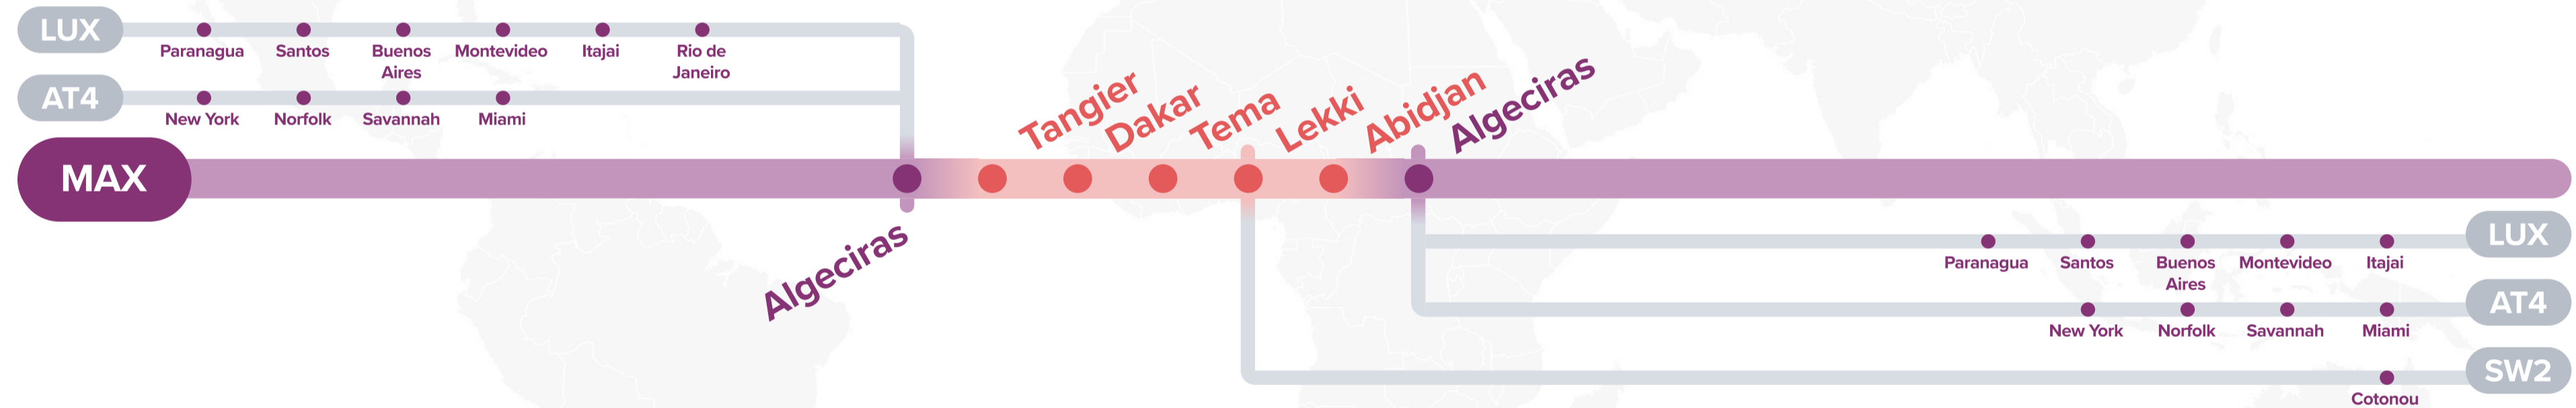 LUX
Paranagua
Santos
Buenos
Aires
Montevideo
Itajai
Rio de
Janeiro
AT4
New York
Norfolk
Savannah
Miami
MAX
Algeciras
Tangjer
Dakar
Tema
Lekki
Abidjan
Algeciras
LUX
Paranagua
Santos
Buenos
Aires
Montevideo
Itajai
AT4
New York
Norfolk
Savannah
Miami
SW2
Cotonou